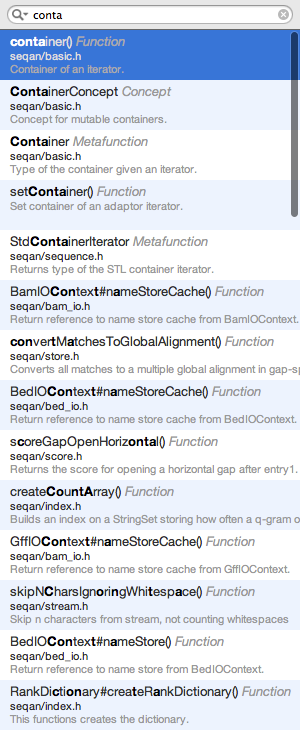 conta
container() Function
seqan/basic.h
Container of an iterator.
ContainerConcept Concept
Concept for mutable containers.
Container Metafunction
seqan/basic.h
Type of the container given an iterator.
setContainer() Function
Set container of an adaptor iterator.
StdContainerIterator Metafunction
seqan/sequence.h
Returns type of the STL container iterator.
BamIOContext#nameStoreCache() Function
seqan/bam_io.h
Return reference to name store cache from BamIOContext.
convertMatchesToGlobalAlignment() Function
seqan/store.h
Converts all matches to a multiple global alignment in gap-sp
BedIOContext#nameStoreCache() Function
seqan/bed_io.h
Return reference to name store cache from BedIOContext.
scoreGapOpenHorizontal() Function
seqan/score.h
Returns the score for opening a horizontal gap after entry1.
createCountArray() Function
seqan/index.h
Builds an index on a StringSet storing how often a q-gram o
GffIOContext#nameStoreCache() Function
seqan/bam_io.h
Return reference to name store cache from GffIOContext.
skipNCharsIgnoringWhitespace() Function
seqan/stream.h
Skip n characters from stream, not counting whitespaces
BedIOContext#nameStore() Function
seqan/bed_io.h
Return reference to name store from BedIOContext.
RankDictionary#createRankDictionary() Function
seqan/index.h
This functions creates the dictionary.